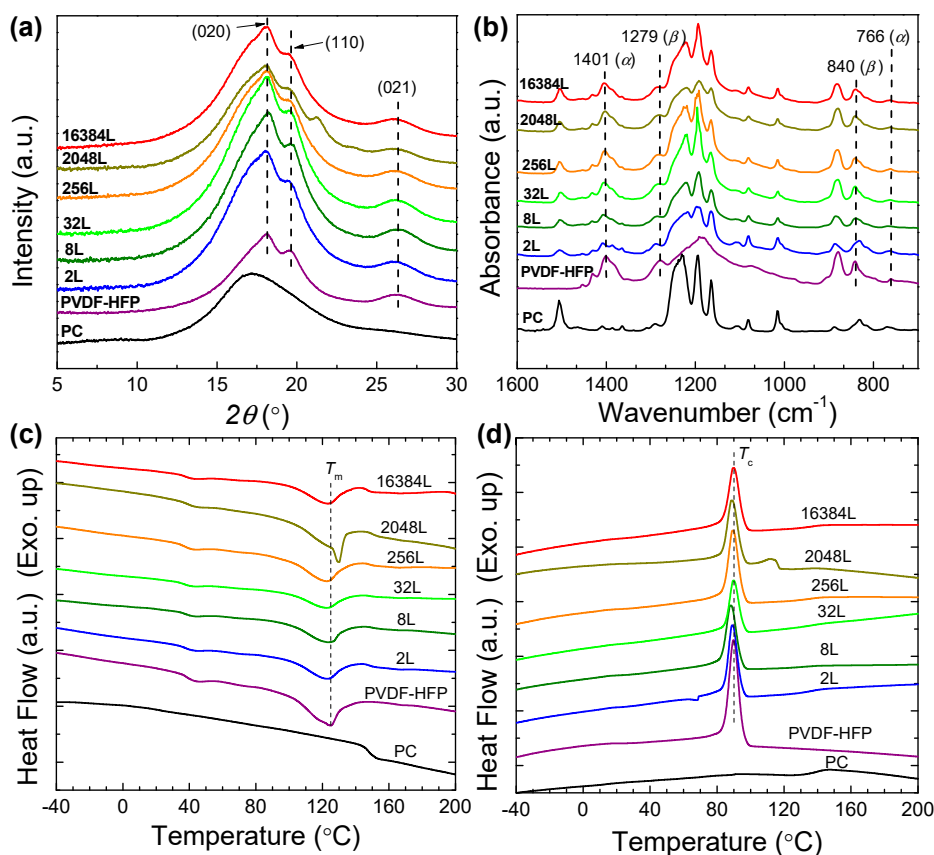 (a)
(020)
(110)
(021)
16384L
2048L
256L
32L
8L
2L
PVDF-HFP
PC
Intensity (a.u.)
5 10 15 20 25 30
2θ (°)
(b)
1401 (α)
1279 (β)
840 (β)
766 (α)
16384L
2048L
256L
32L
8L
2L
PVDF-HFP
PC
Absorbance (a.u.)
1600 1400 1200 1000 800
Wavenumber (cm⁻¹)
(c)
Tm
16384L
2048L
256L
32L
8L
2L
PVDF-HFP
PC
Heat Flow (a.u.) (Exo. up)
-40 0 40 80 120 160 200
Temperature (°C)
(d)
Tc
16384L
2048L
256L
32L
8L
2L
PVDF-HFP
PC
Heat Flow (a.u.) (Exo. up)
-40 0 40 80 120 160 200
Temperature (°C)